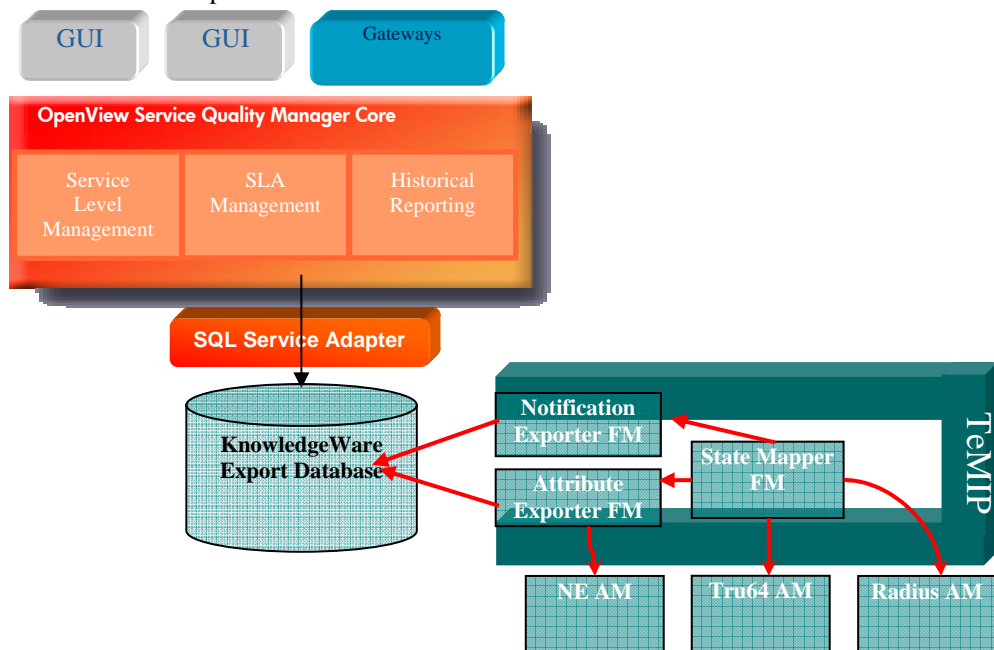 GUI
GUI
Gateways
OpenView Service Quality Manager Core
Service
Level
Management
SLA
Management
Historical
Reporting
SQL Service Adapter
KnowledgeWare
Export Database
Notification
Exporter FM
Attribute
Exporter FM
State Mapper
FM
TeMIP
NE AM
Tru64 AM
Radius AM